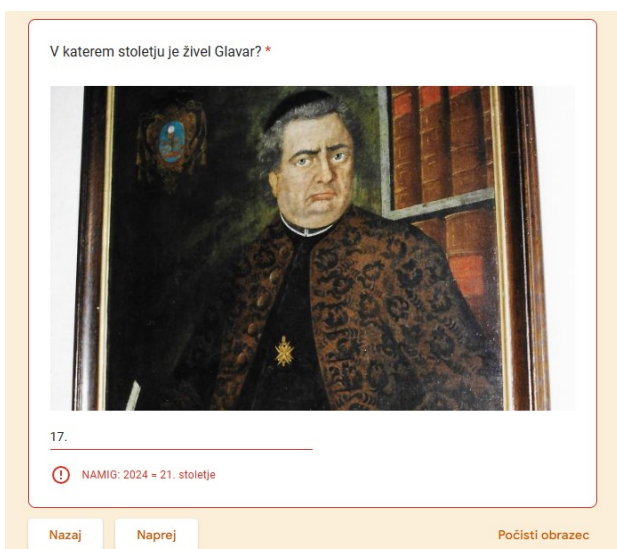 V katerem stoletju je živel Glavar? *
17.
NAMIG: 2024 = 21. stoletje
Nazaj
Naprej
Počisti obrazec